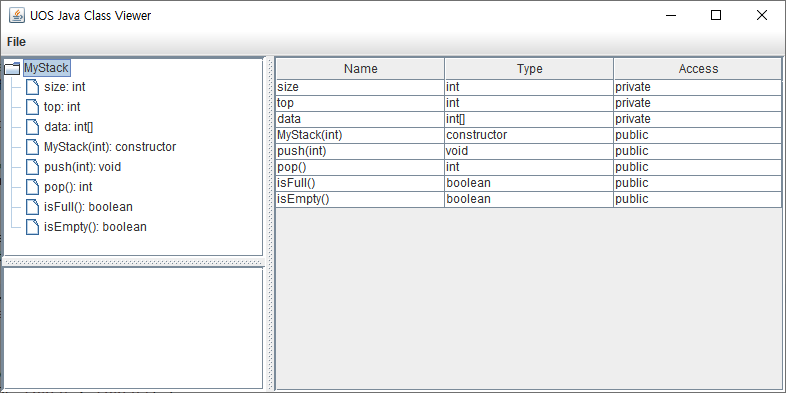 UOS Java Class Viewer
File
MyStack
size: int
top: int
data: int[]
MyStack(int): constructor
push(int): void
pop(): int
isFull(): boolean
isEmpty(): boolean
Name Type Access
size int private
top int private
data int[] private
MyStack(int) constructor public
push(int) void public
pop() int public
isFull() boolean public
isEmpty() boolean public